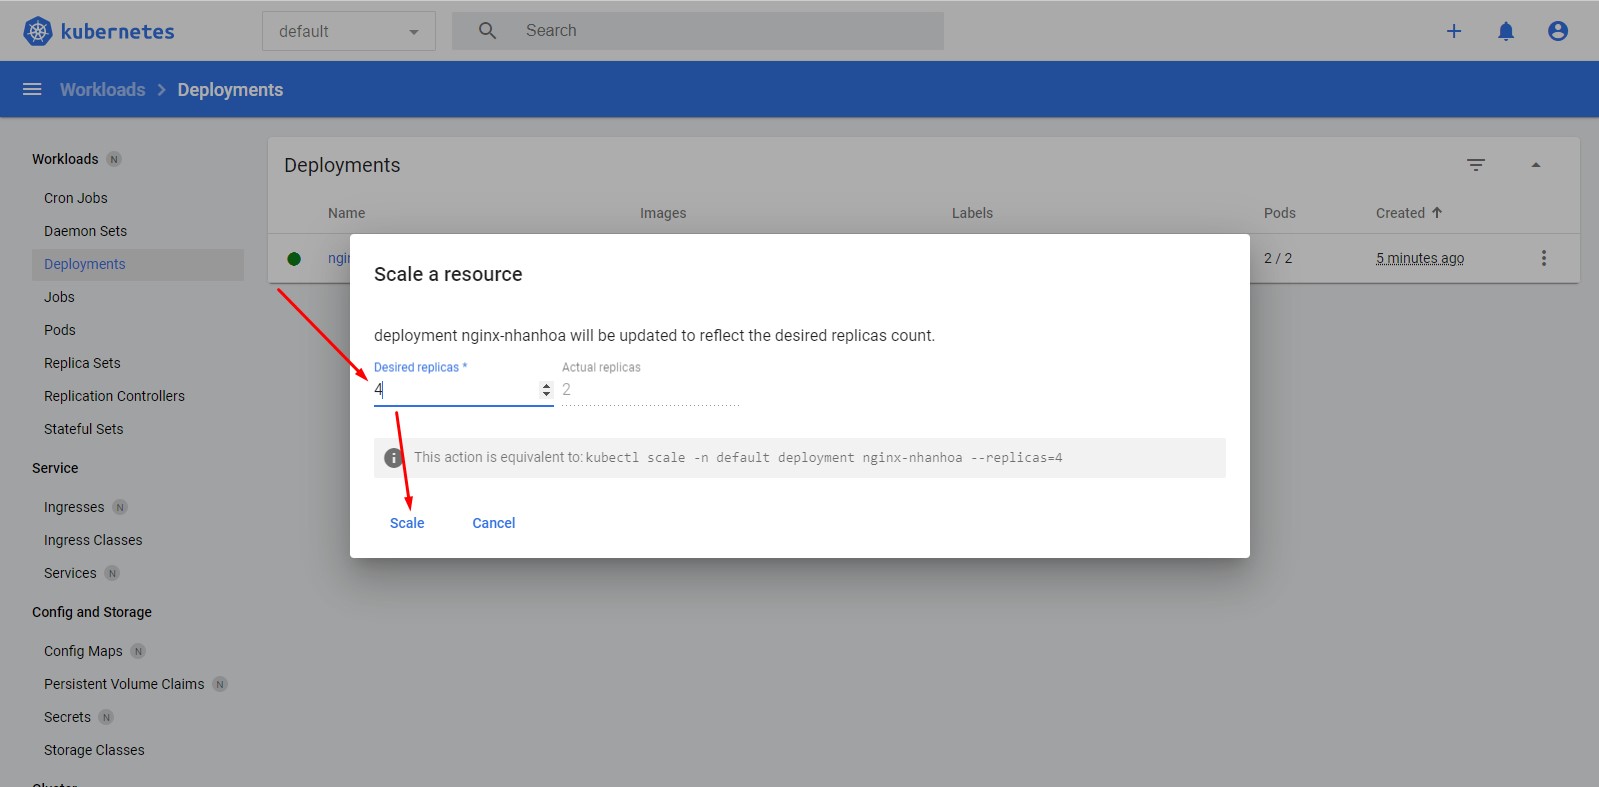 kubernetes
default
Search
Workloads > Deployments
Workloads N
Cron Jobs
Daemon Sets
Deployments
Jobs
Pods
Replica Sets
Replication Controllers
Stateful Sets
Service
Ingresses N
Ingress Classes
Services N
Config and Storage
Config Maps N
Persistent Volume Claims N
Secrets N
Storage Classes
Deployments
Name Images Labels Pods Created
2 / 2 5 minutes ago
Scale a resource
deployment nginx-nhanhoa will be updated to reflect the desired replicas count.
Desired replicas * Actual replicas
4 2
This action is equivalent to: kubectl scale -n default deployment nginx-nhanhoa --replicas=4
Scale Cancel